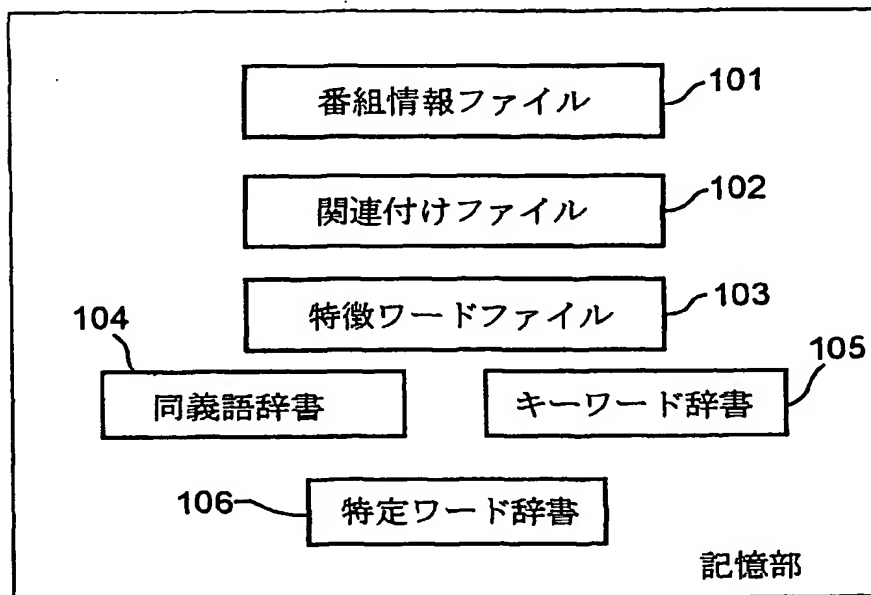 番組情報ファイル
101
関連付けファイル
102
特徴ワードファイル
103
104
同義語辞書
キーワード辞書
105
106
特定ワード辞書
記憶部